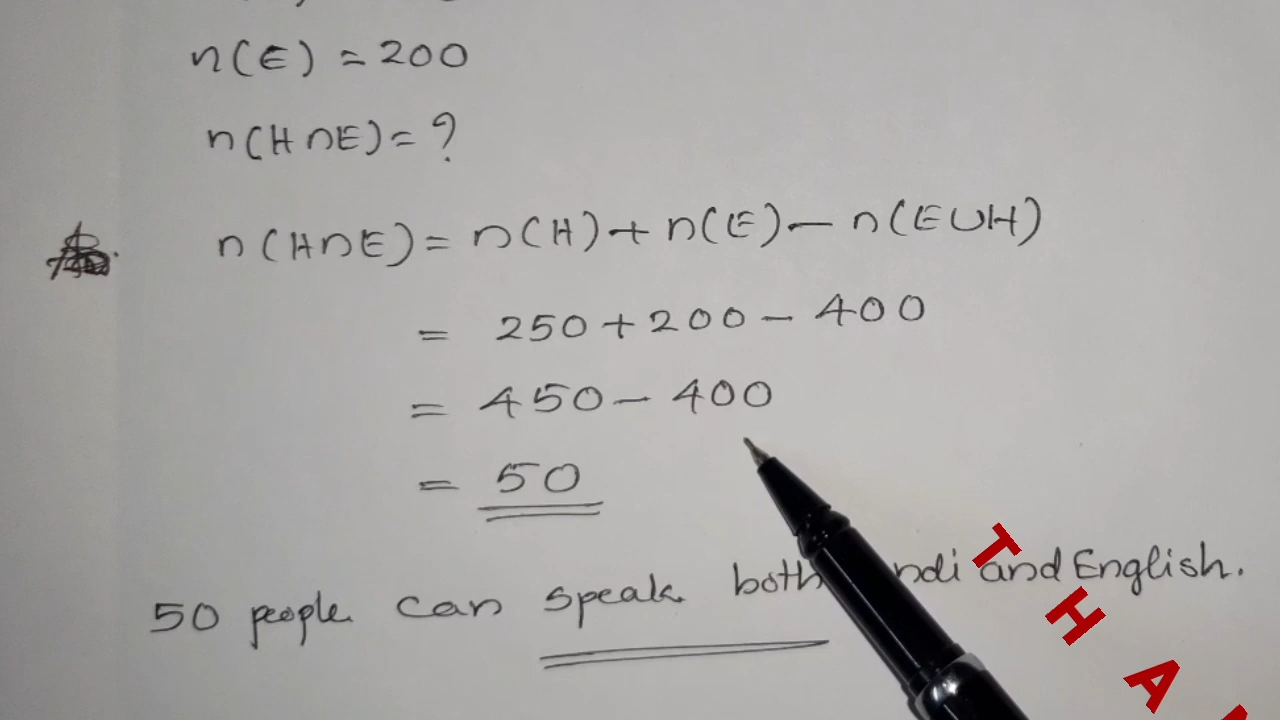 n(E) = 200
n(H∩E) = ?
n(H∩E) = n(H) + n(E) − n(E∪H)
= 250 + 200 − 400
= 450 − 400
= 50
50 people can speak both ndi and English.
T H A